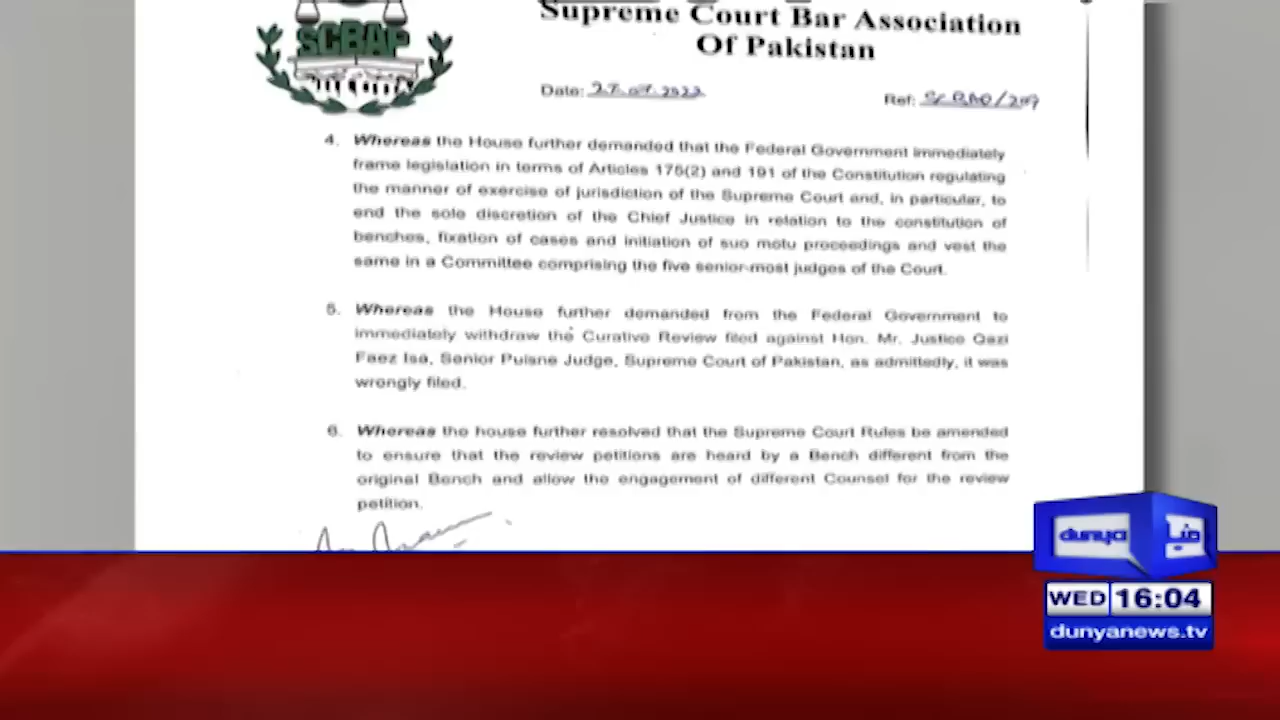 SCBAP
Supreme Court Bar Association
Of Pakistan
Date:
Ref:
4. Whereas the House further demanded that the Federal Government immediately
frame legislation in terms of Articles 175(2) and 191 of the Constitution regulating
the manner of exercise of jurisdiction of the Supreme Court and, in particular, to
end the sole discretion of the Chief Justice in relation to the constitution of
benches, fixation of cases and initiation of suo motu proceedings and vest the
same in a Committee comprising the five senior-most judges of the Court.
5. Whereas the House further demanded from the Federal Government to
immediately withdraw the Curative Review filed against Hon. Mr. Justice Qazi
Faez Isa, Senior Puisne Judge, Supreme Court of Pakistan, as admittedly, it was
wrongly filed.
6. Whereas the house further resolved that the Supreme Court Rules be amended
to ensure that the review petitions are heard by a Bench different from the
original Bench and allow the engagement of different Counsel for the review
petition.
dunya دنیا
WED 16:04
dunyanews.tv